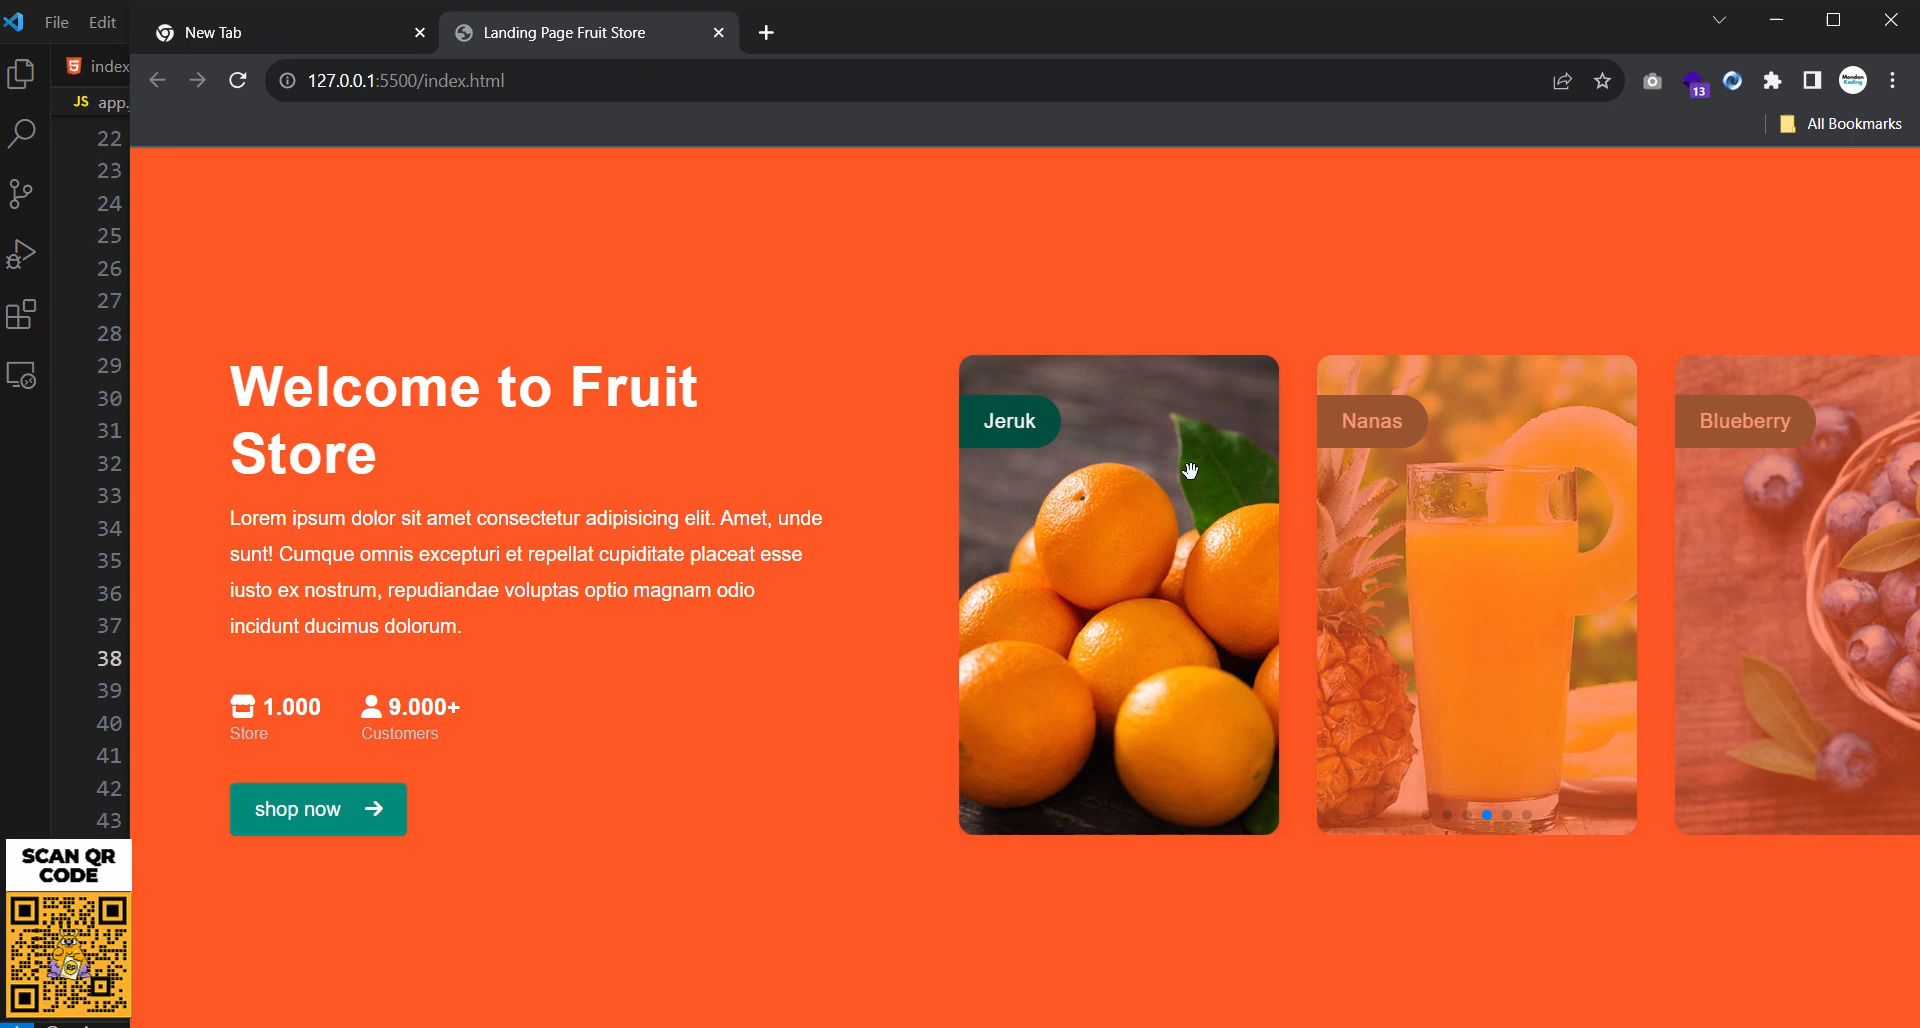 File Edit
New Tab
Landing Page Fruit Store
index
127.0.0.1:5500/index.html
13
JS app.
All Bookmarks
22
23
24
25
26
27
28
29
30
31
32
33
34
35
36
37
38
39
40
41
42
43
Welcome to Fruit
Store
Lorem ipsum dolor sit amet consectetur adipisicing elit. Amet, unde
sunt! Cumque omnis excepturi et repellat cupiditate placeat esse
iusto ex nostrum, repudiandae voluptas optio magnam odio
incidunt ducimus dolorum.
1.000
Store
9.000+
Customers
shop now
Jeruk
Nanas
Blueberry
SCAN QR
CODE